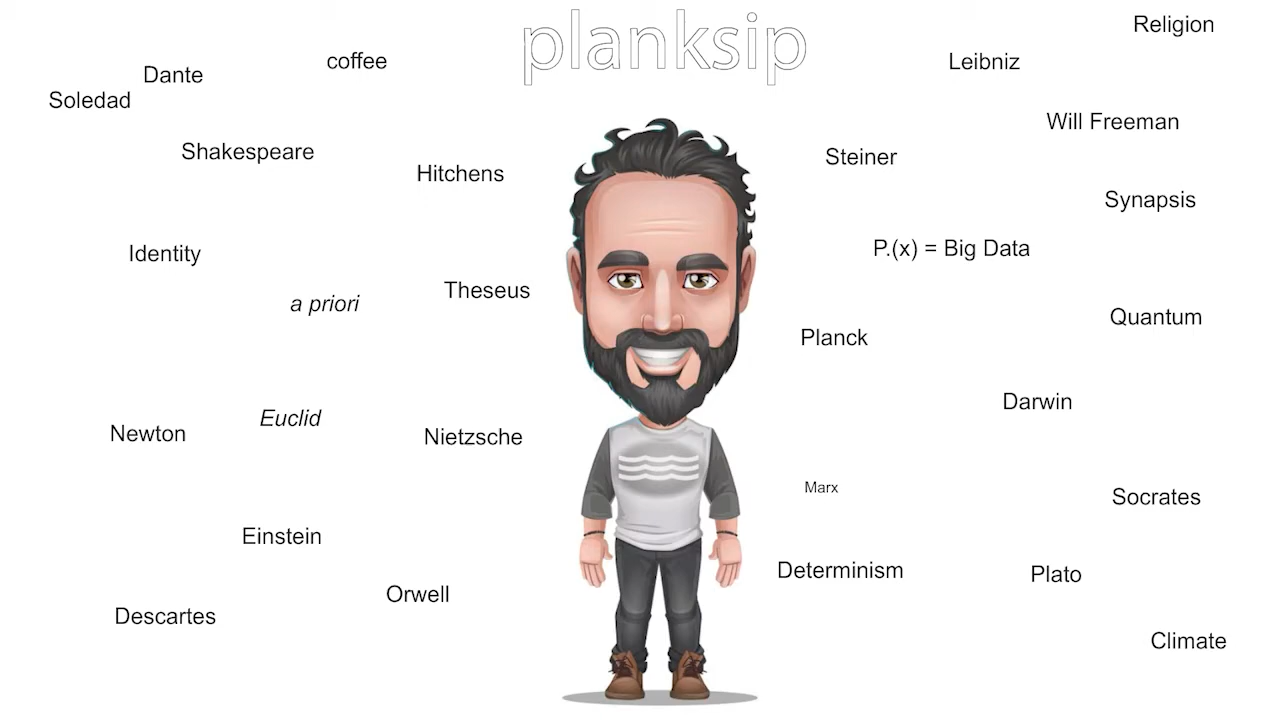 planksip
Religion
coffee
Leibniz
Dante
Soledad
Will Freeman
Shakespeare
Steiner
Hitchens
Synapsis
P.(x) = Big Data
Identity
Theseus
a priori
Quantum
Planck
Darwin
Euclid
Newton
Nietzsche
Marx
Socrates
Einstein
Determinism
Plato
Orwell
Descartes
Climate